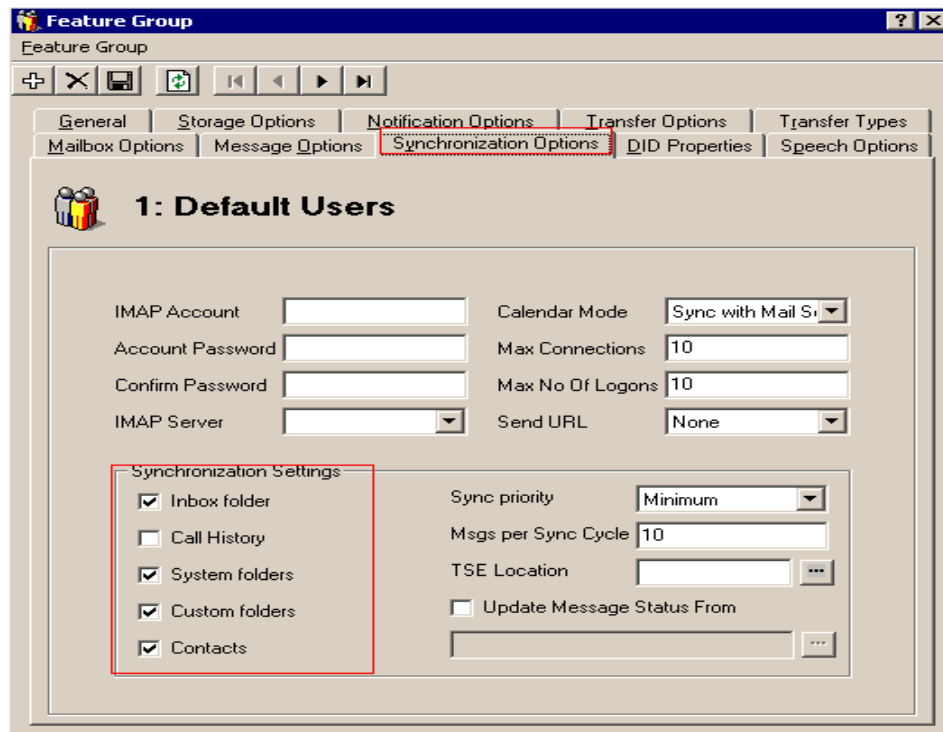 Feature Group
Feature Group
General Storage Options Notification Options Transfer Options Transfer Types
Mailbox Options Message Options Synchronization Options DID Properties Speech Options
1: Default Users
IMAP Account Calendar Mode Sync with Mail S
Account Password Max Connections 10
Confirm Password Max No Of Logons 10
IMAP Server Send URL None
Synchronization Settings
Inbox folder Sync priority Minimum
Call History Msgs per Sync Cycle 10
System folders TSE Location ...
Custom folders Update Message Status From
Contacts ...